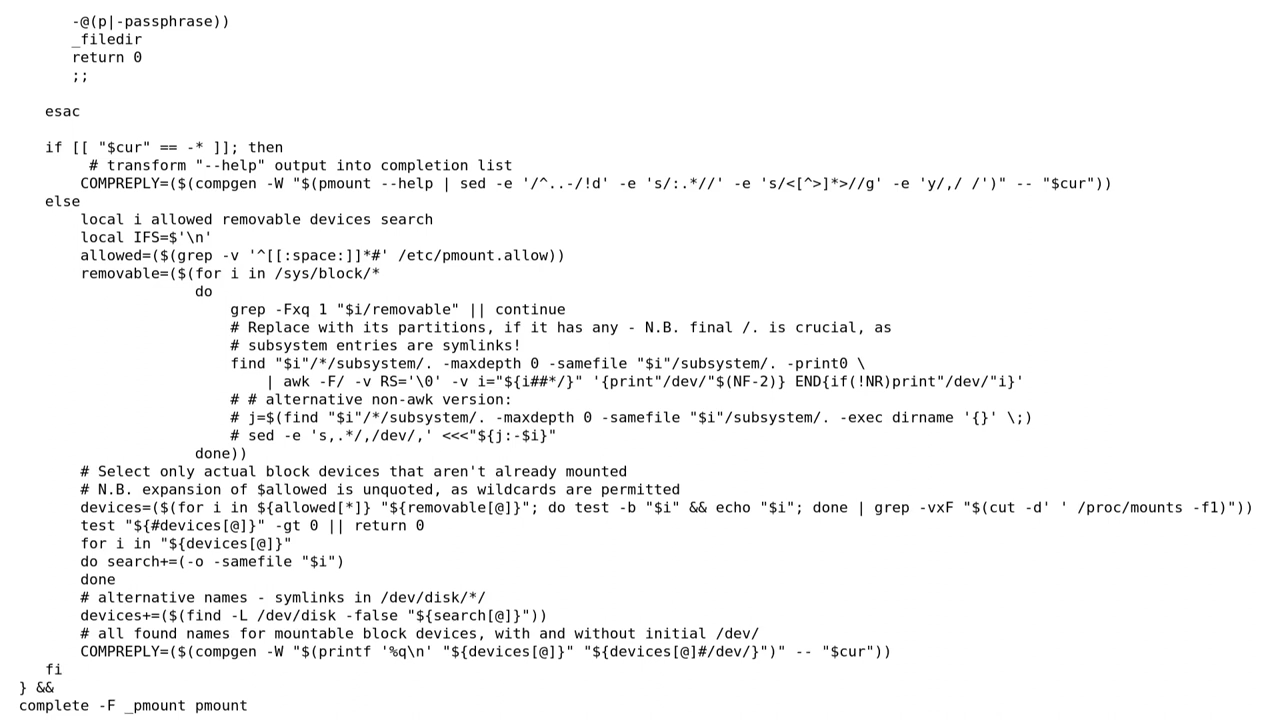 -@(p|-passphrase))
_filedir
return 0
;;
esac
if [[ "$cur" == -* ]]; then
# transform "--help" output into completion list
COMPREPLY=($(compgen -W "$(pmount --help | sed -e '/^..-/!d' -e 's/:.*//' -e 's/<[^>]*>//g' -e 'y/,/ /')" -- "$cur"))
else
local i allowed removable devices search
local IFS=$'\n'
allowed=($(grep -v '^[[:space:]]*#' /etc/pmount.allow))
removable=($(for i in /sys/block/*
do
grep -Fxq 1 "$i/removable" || continue
# Replace with its partitions, if it has any - N.B. final /. is crucial, as
# subsystem entries are symlinks!
find "$i"/*/subsystem/. -maxdepth 0 -samefile "$i"/subsystem/. -print0 \
| awk -F/ -v RS='\0' -v i="${i##*/}" '{print"/dev/"$(NF-2)} END{if(!NR)print"/dev/"i}'
# # alternative non-awk version:
# j=$(find "$i"/*/subsystem/. -maxdepth 0 -samefile "$i"/subsystem/. -exec dirname '{}' \;)
# sed -e 's,.*/,/dev/,' <<<"${j:-$i}"
done))
# Select only actual block devices that aren't already mounted
# N.B. expansion of $allowed is unquoted, as wildcards are permitted
devices=($(for i in ${allowed[*]} "${removable[@]}"; do test -b "$i" && echo "$i"; done | grep -vxF "$(cut -d' ' /proc/mounts -f1)"))
test "${#devices[@]}" -gt 0 || return 0
for i in "${devices[@]}"
do search+=(-o -samefile "$i")
done
# alternative names - symlinks in /dev/disk/*/
devices+=($(find -L /dev/disk -false "${search[@]}"))
# all found names for mountable block devices, with and without initial /dev/
COMPREPLY=($(compgen -W "$(printf '%q\n' "${devices[@]}" "${devices[@]#/dev/}")" -- "$cur"))
fi
} &&
complete -F _pmount pmount